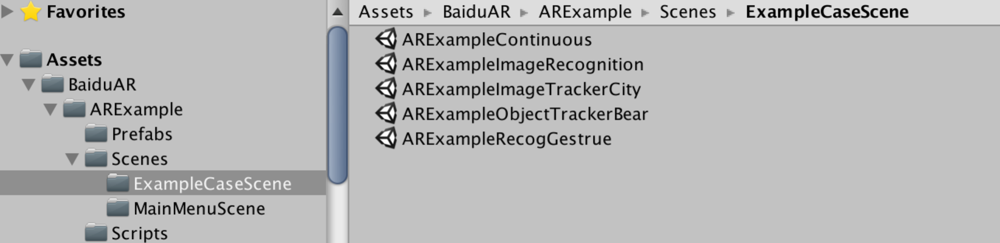 Favorites
Assets
BaiduAR
ARExample
Prefabs
Scenes
ExampleCaseScene
MainMenuScene
Scripts
Assets BaiduAR ARExample Scenes ExampleCaseScene
ARExampleContinuous
ARExampleImageRecognition
ARExampleImageTrackerCity
ARExampleObjectTrackerBear
ARExampleRecogGestrue